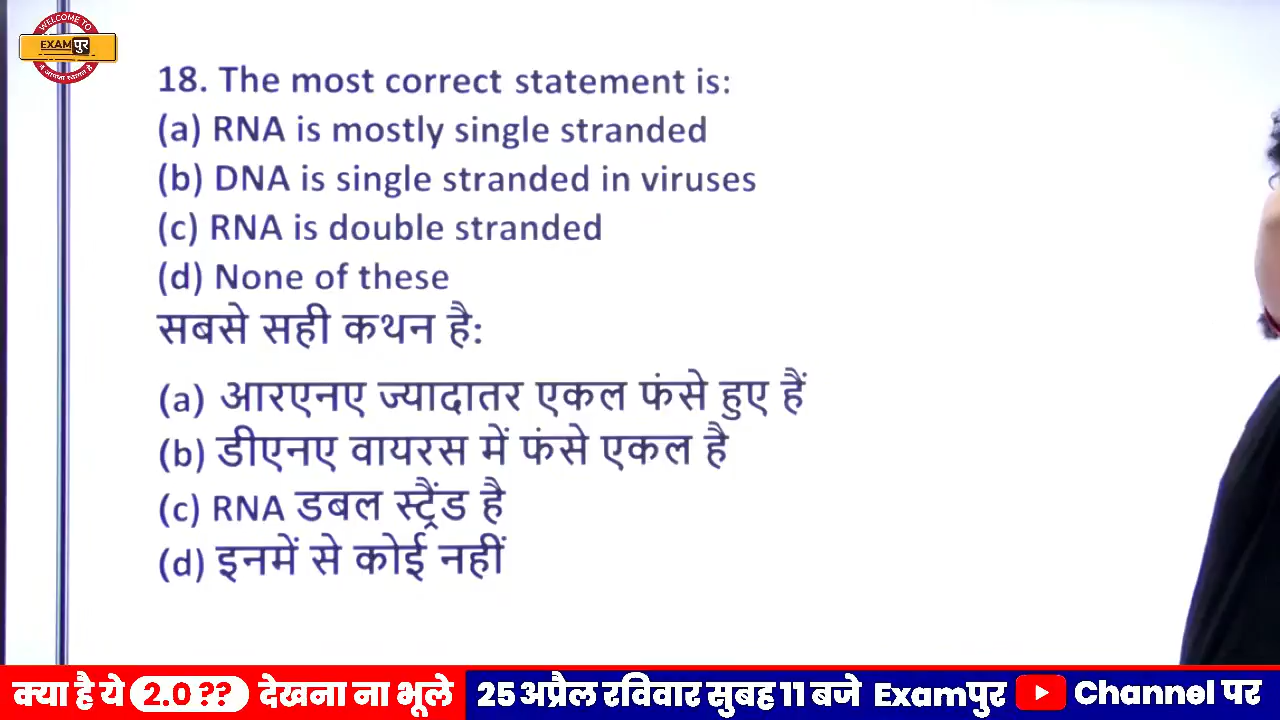 WELCOME TO
EXAMपुर
18. The most correct statement is:
(a) RNA is mostly single stranded
(b) DNA is single stranded in viruses
(c) RNA is double stranded
(d) None of these
सबसे सही कथन है:
(a) आरएनए ज्यादातर एकल फंसे हुए हैं
(b) डीएनए वायरस में फंसे एकल है
(c) RNA डबल स्ट्रैंड है
(d) इनमें से कोई नहीं
क्या है ये 2.0 ?? देखना ना भूले 25 अप्रैल रविवार सुबह 11 बजे Examपुर Channel पर